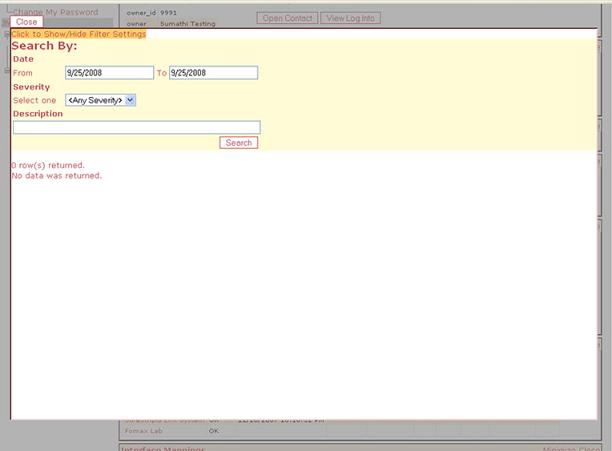 Change My Password
owner_id 9991
owner Sumathi Testing
Open Contact
View Log Info
Close
Click to Show/Hide Filter Settings
Search By:
Date
From 9/25/2008 To 9/25/2008
Severity
Select one <Any Severity>
Description
Search
0 row(s) returned.
No data was returned.
Fomax Lab OK
Interface Mappings